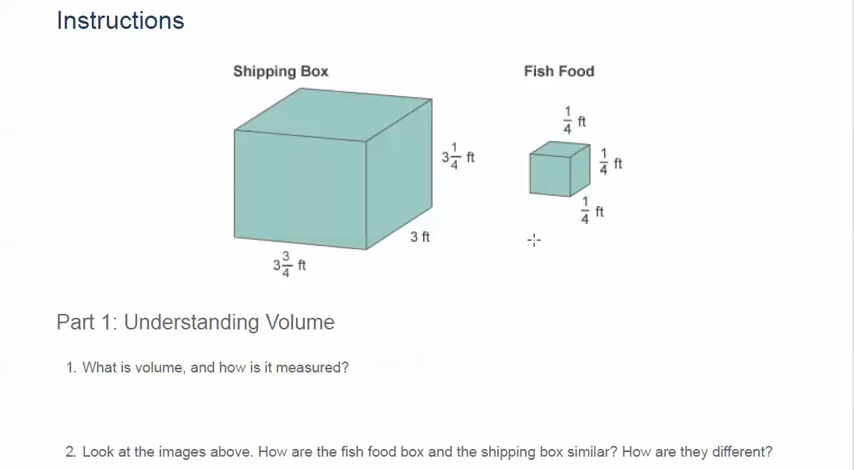 Instructions
Shipping Box
Fish Food
1/4 ft
3 1/4 ft
1/4 ft
1/4 ft
3 ft
3 3/4 ft
Part 1: Understanding Volume
1. What is volume, and how is it measured?
2. Look at the images above. How are the fish food box and the shipping box similar? How are they different?